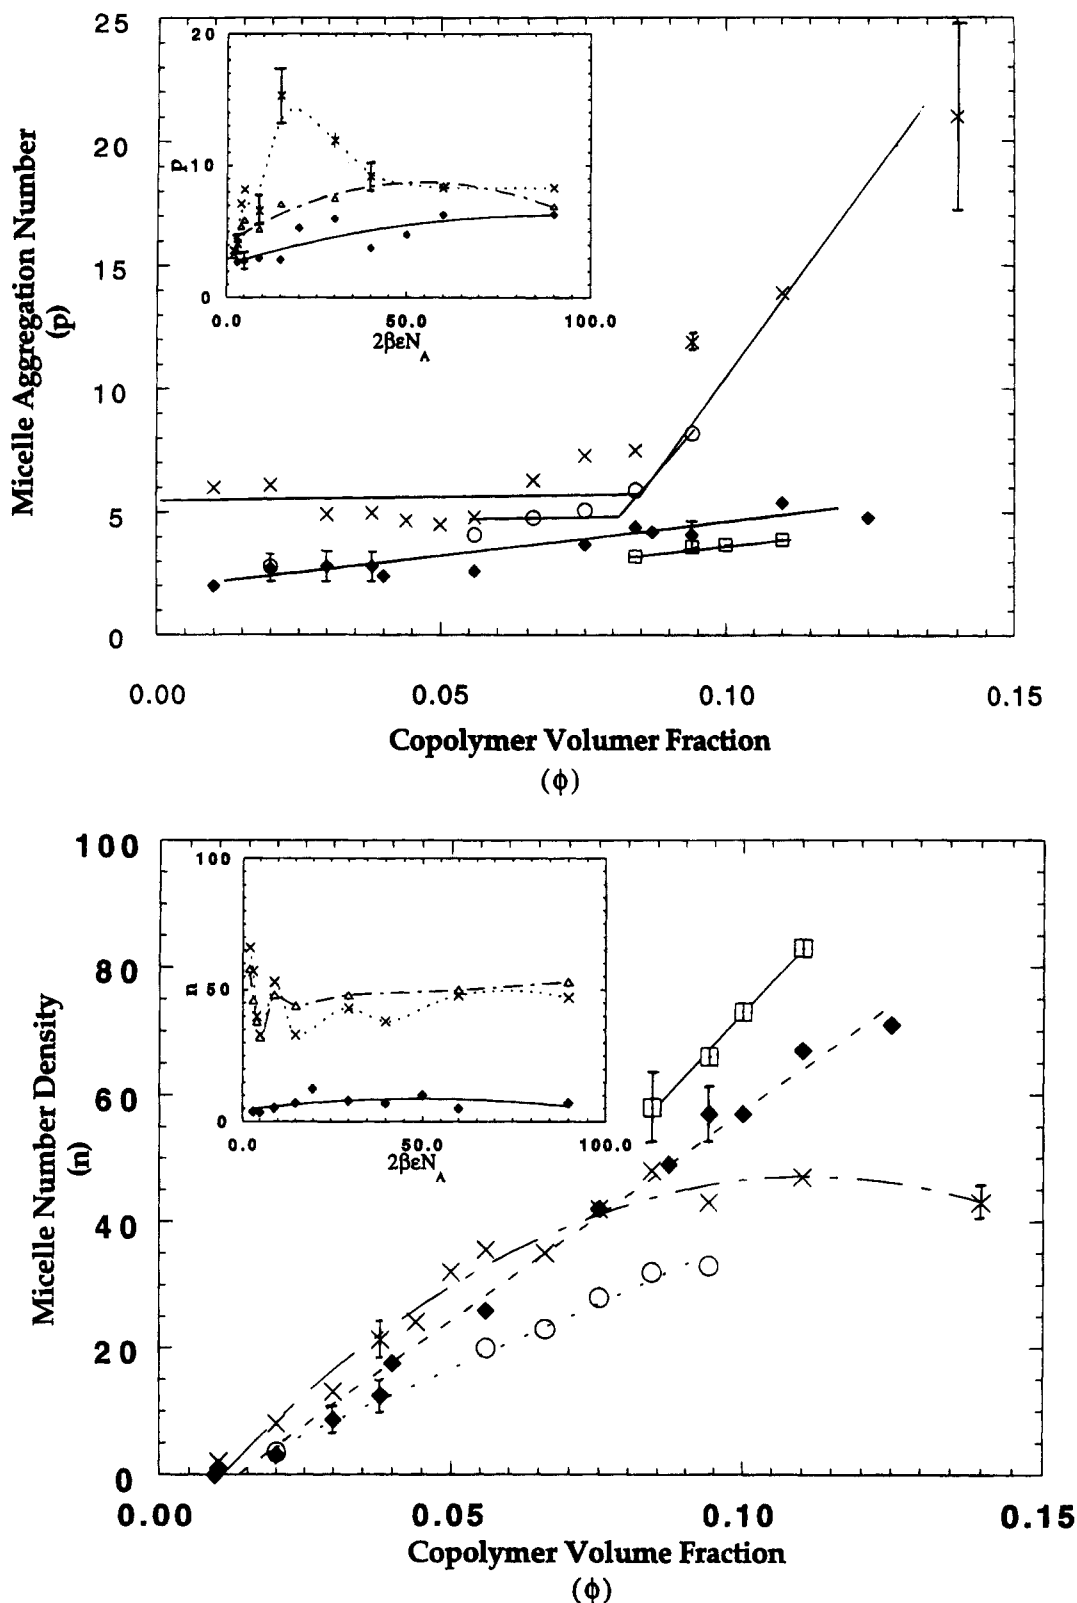 25
20
15
10
5
0
Micelle Aggregation Number
(p)
20
10
0
p
0.0
50.0
100.0
2βεN_A
0.00
0.05
0.10
0.15
Copolymer Volumer Fraction
(ϕ)
100
80
60
40
20
0
Micelle Number Density
(n)
100
50
0
n
0.0
50.0
100.0
2βεN_A
0.00
0.05
0.10
0.15
Copolymer Volume Fraction
(ϕ)